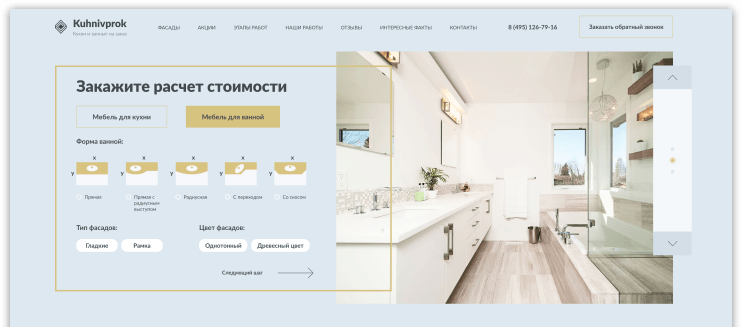 Kuhnivprok
Кухни и ванные на заказ
ФАСАДЫ АКЦИИ ЭТАПЫ РАБОТ НАШИ РАБОТЫ ОТЗЫВЫ ИНТЕРЕСНЫЕ ФАКТЫ КОНТАКТЫ
8 (495) 126-79-16
Заказать обратный звонок
Закажите расчет стоимости
Мебель для кухни Мебель для ванной
Форма ванной:
x x x x x
y y y y y
Прямая
Прямая с
радиусным
выступом
Радиусная
С переходом
Со скосом
Тип фасадов: Цвет фасадов:
Гладкие Рамка Однотонный Древесный цвет
Следующий шаг